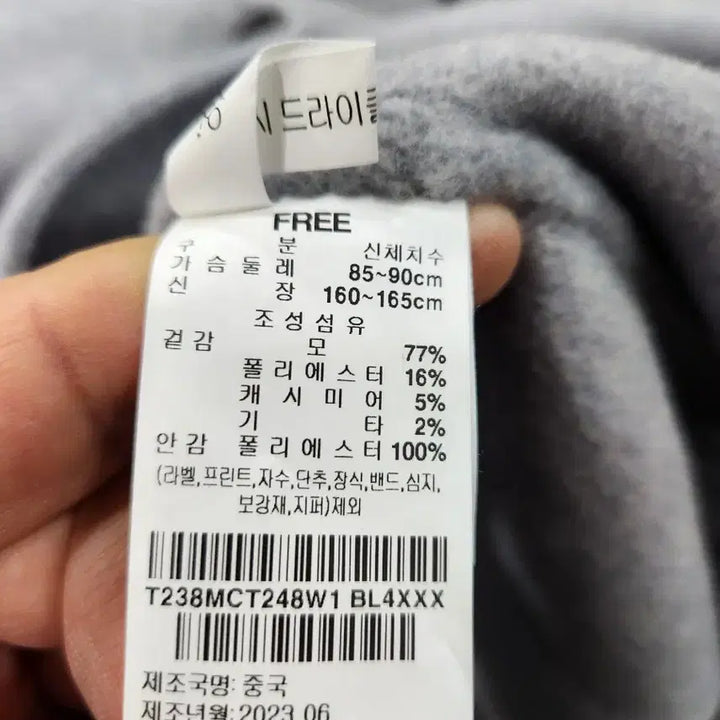 드라이
FREE
구 분 신체치수
가 슴 둘 레 85~90cm
신 장 160~165cm
조 성 섬 유
겉 감 모 77%
폴 리 에 스 터 16%
캐 시 미 어 5%
기 타 2%
안 감 폴 리 에 스 터 100%
(라벨,프린트,자수,단추,장식,밴드,심지,
보강재,지퍼)제외
T238MCT248W1 BL4XXX
제조국명: 중국
제조년월: 2023.06